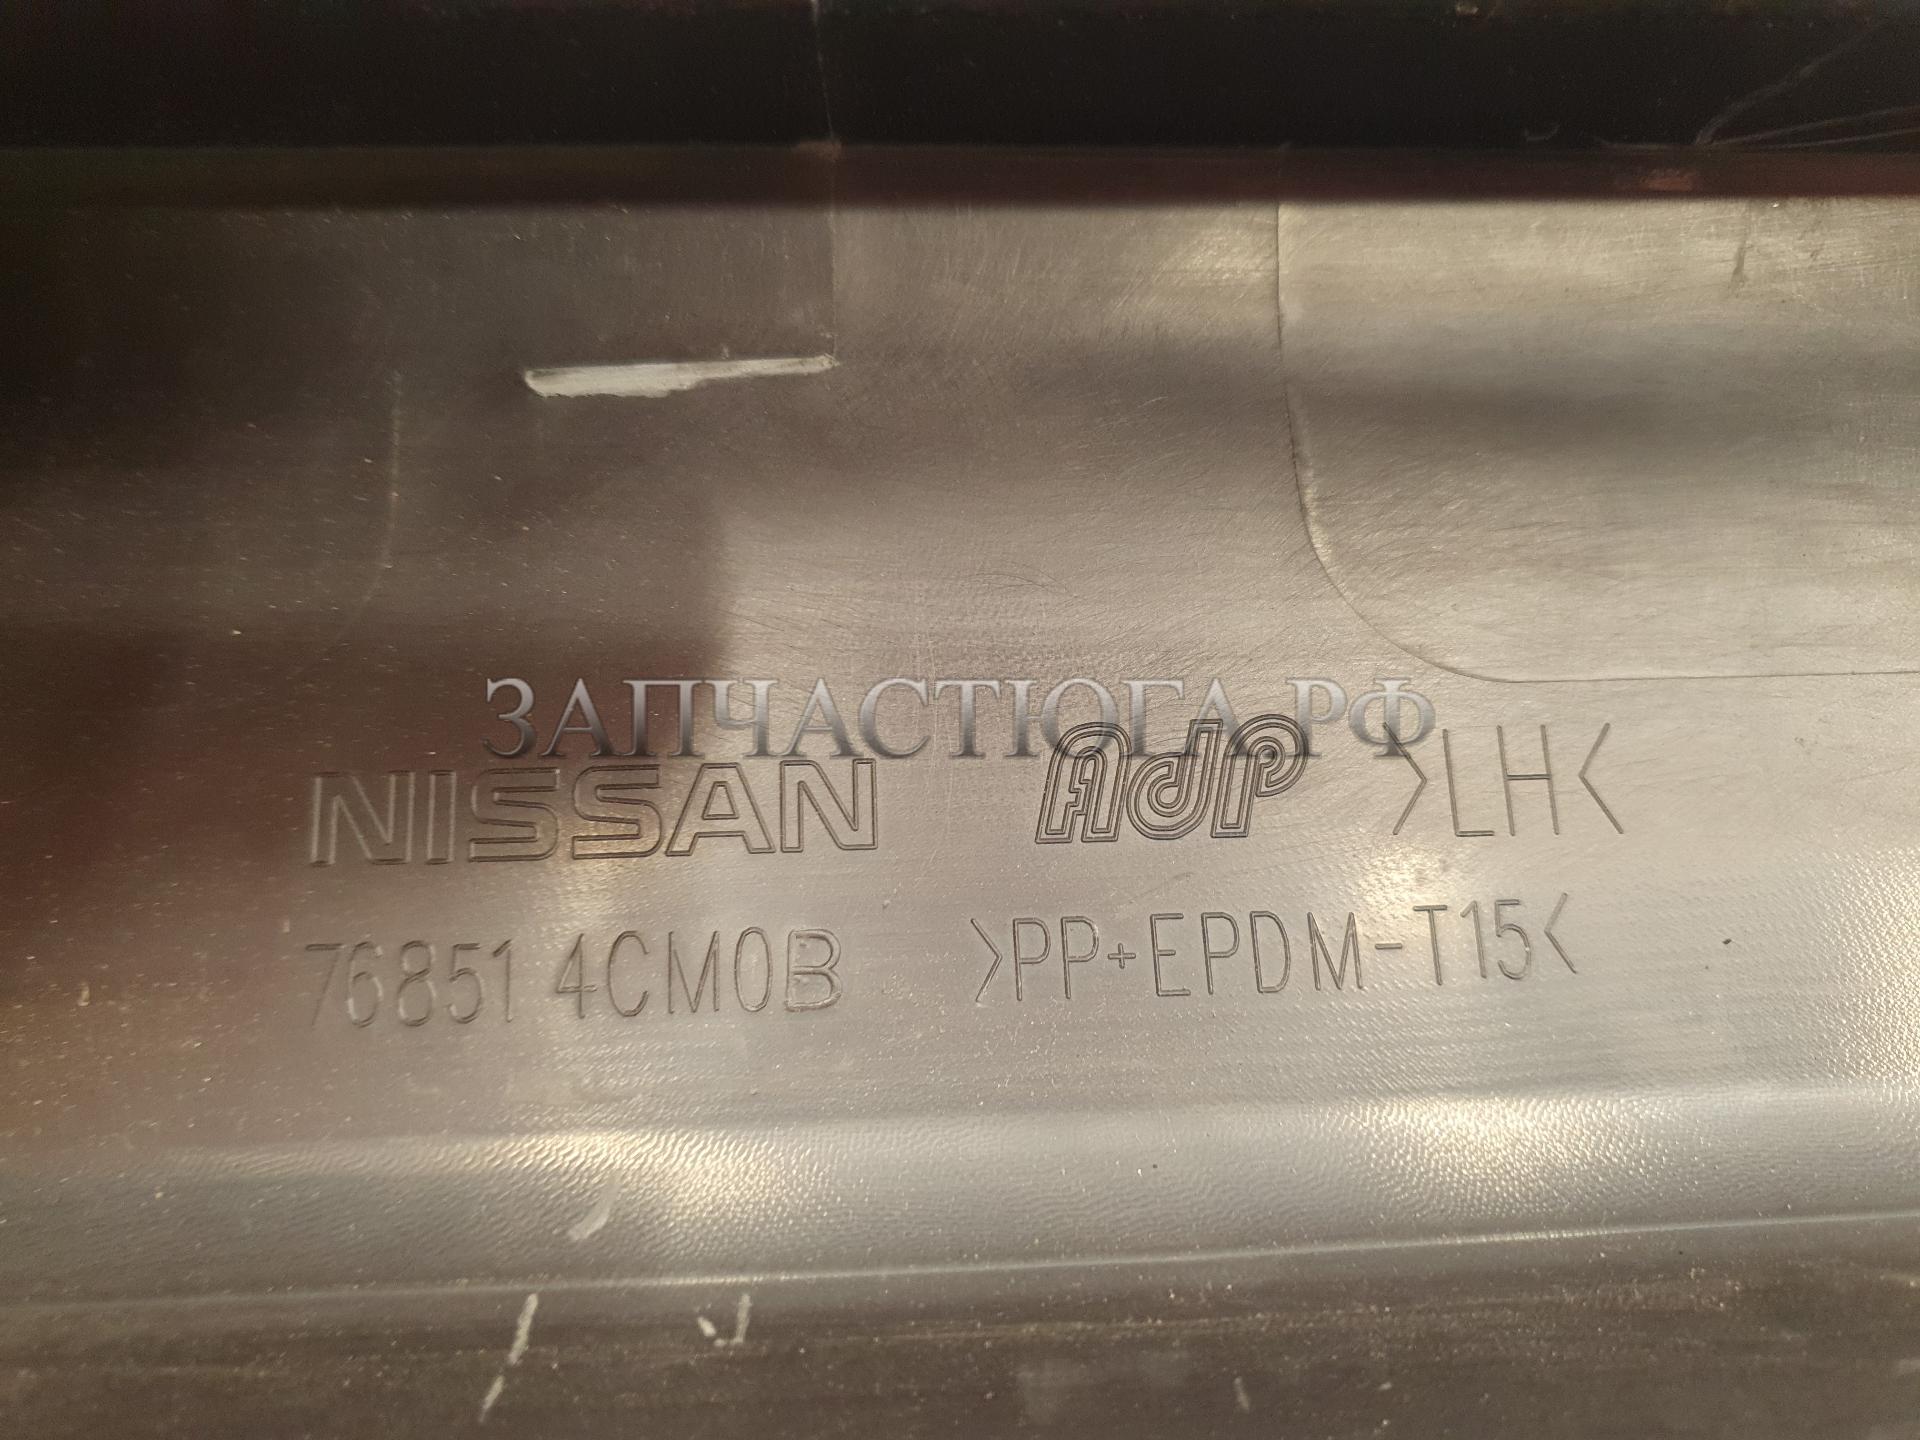 ЗАПЧАСТЮГА.РФ
NISSAN AdP >LH<
76851 4CM0B >PP+EPDM-T15<